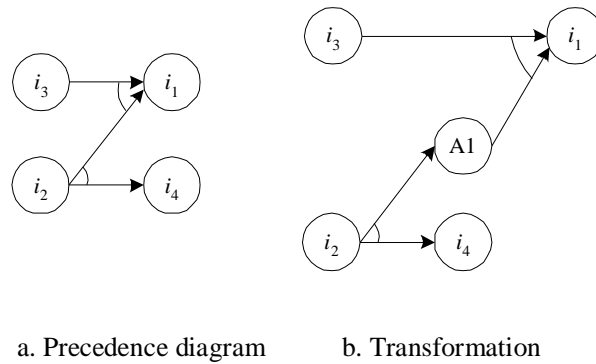 i3 i1
i3 i1
A1
i2 i4
i2 i4
a. Precedence diagram b. Transformation